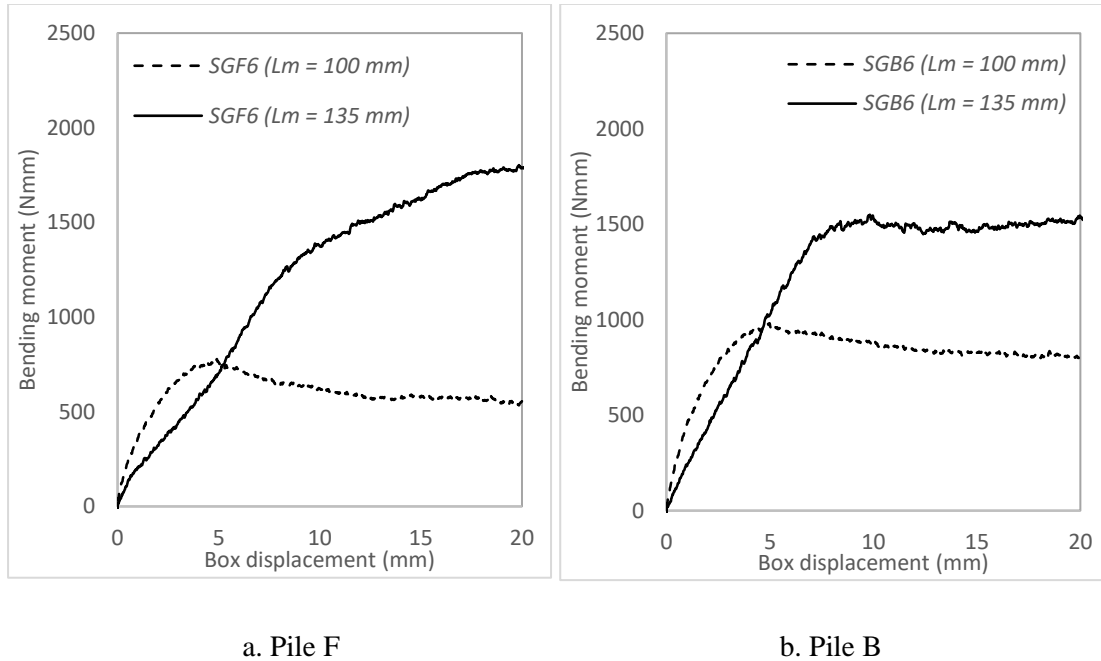 2500
2000
1500
1000
500
0
Bending moment (Nmm)
SGF6 (Lm = 100 mm)
SGF6 (Lm = 135 mm)
0 5 10 15 20
Box displacement (mm)
a. Pile F
2500
2000
1500
1000
500
0
Bending moment (Nmm)
SGB6 (Lm = 100 mm)
SGB6 (Lm = 135 mm)
0 5 10 15 20
Box displacement (mm)
b. Pile B